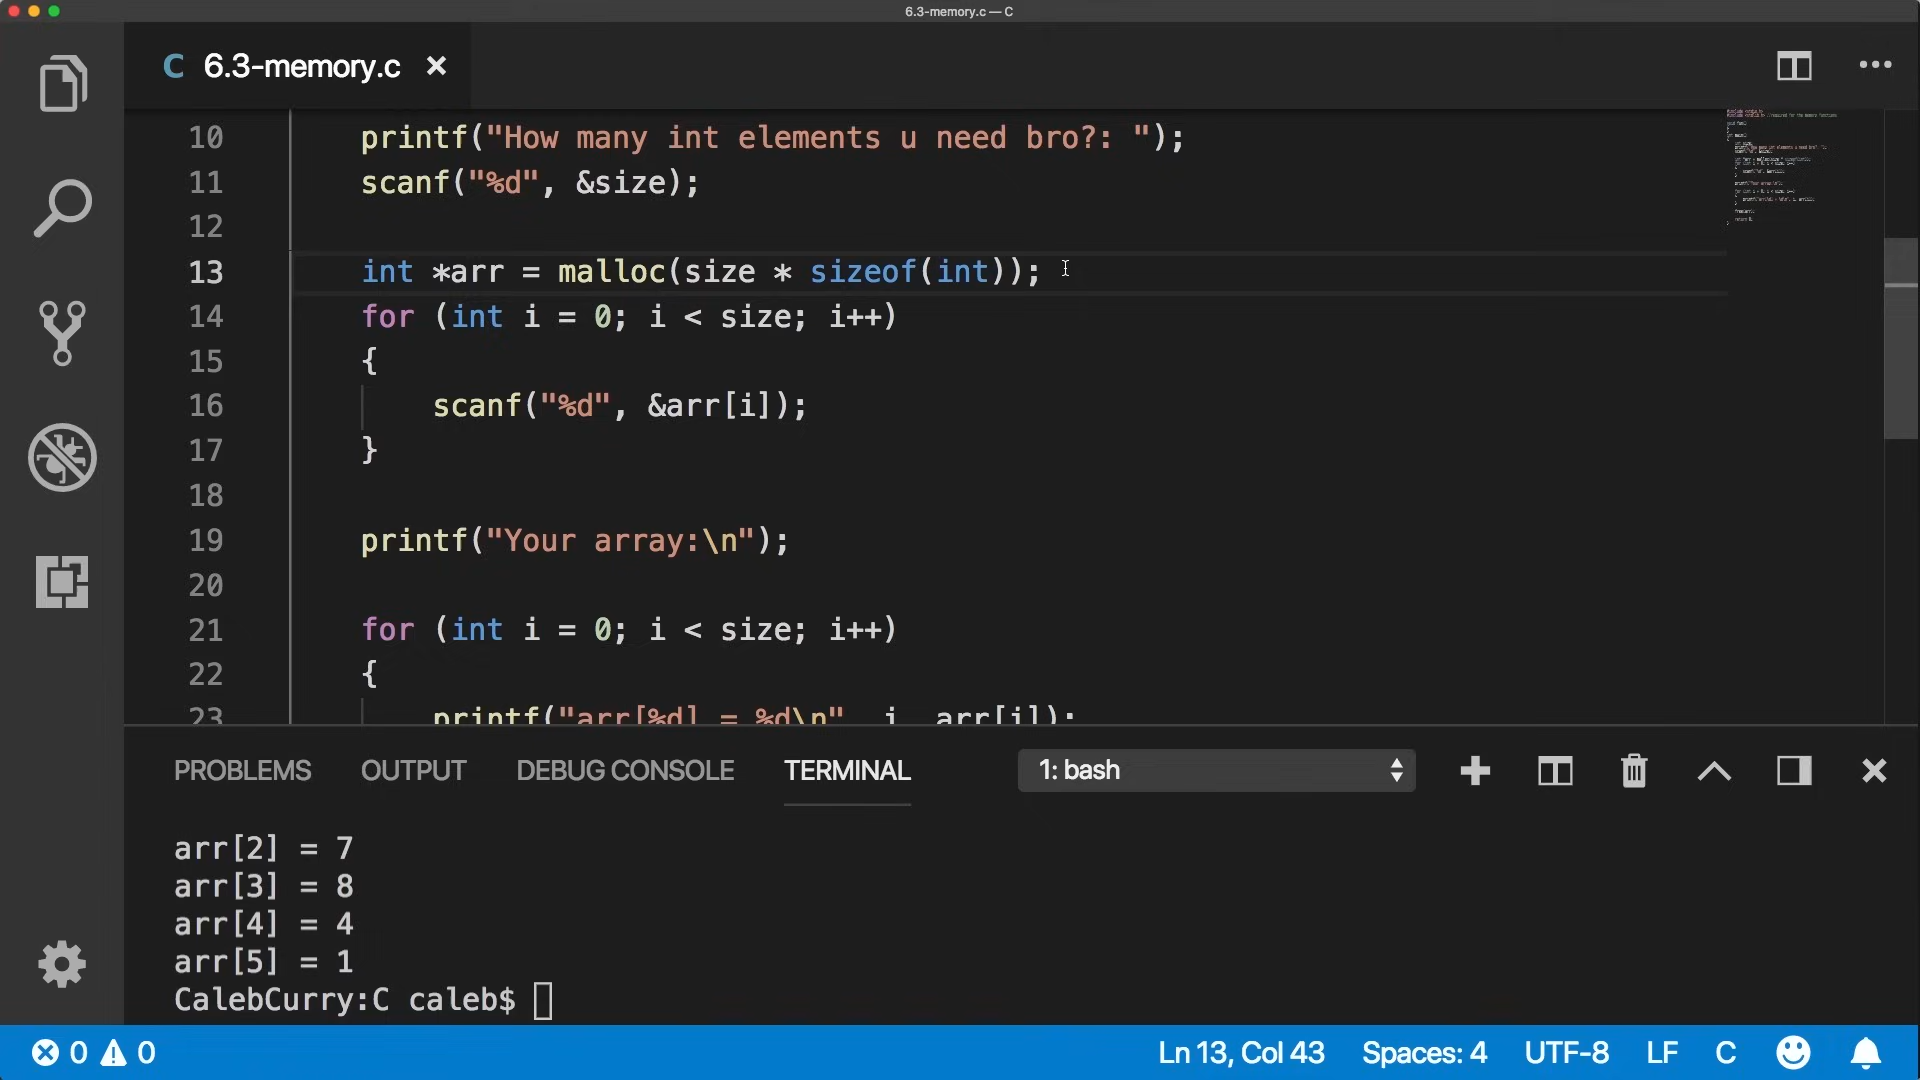 6.3-memory.c — C
C 6.3-memory.c ×
10 printf("How many int elements u need bro?: ");
11 scanf("%d", &size);
12
13 int *arr = malloc(size * sizeof(int));
14 for (int i = 0; i < size; i++)
15 {
16 scanf("%d", &arr[i]);
17 }
18
19 printf("Your array:\n");
20
21 for (int i = 0; i < size; i++)
22 {
23 printf("arr[%d] = %d\n", i, arr[i]);
PROBLEMS OUTPUT DEBUG CONSOLE TERMINAL 1: bash
arr[2] = 7
arr[3] = 8
arr[4] = 4
arr[5] = 1
CalebCurry:C caleb$
0 0 Ln 13, Col 43 Spaces: 4 UTF-8 LF C